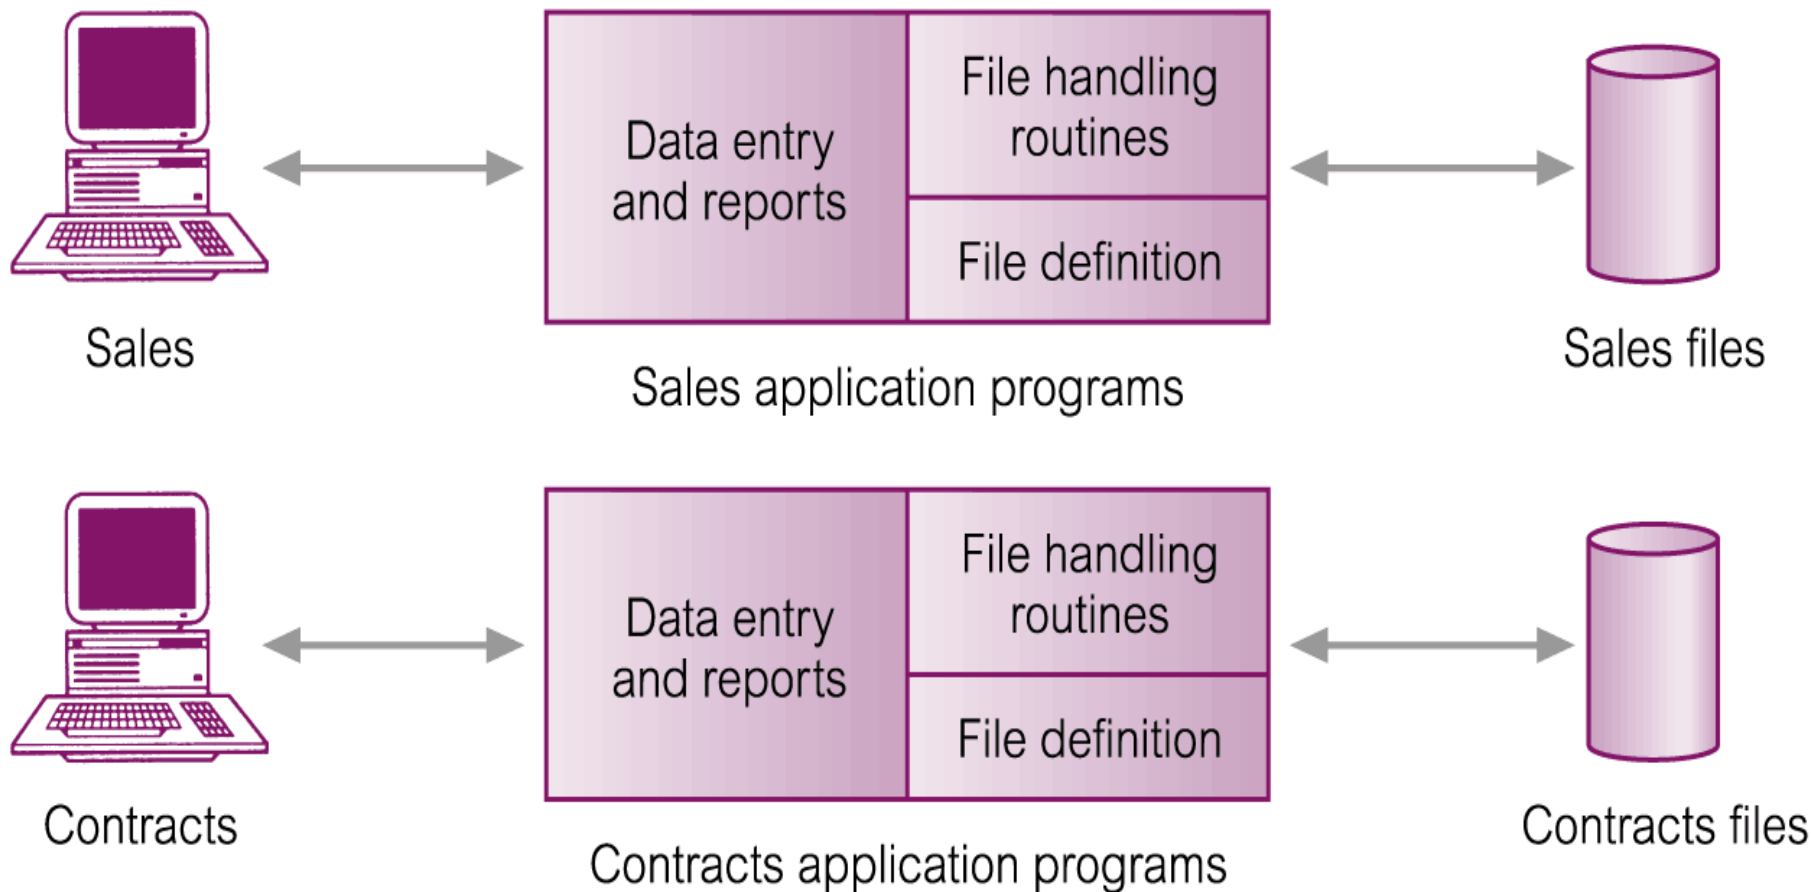 Data entry
and reports
File handling
routines
File definition
Sales
Sales application programs
Sales files
Data entry
and reports
File handling
routines
File definition
Contracts
Contracts application programs
Contracts files